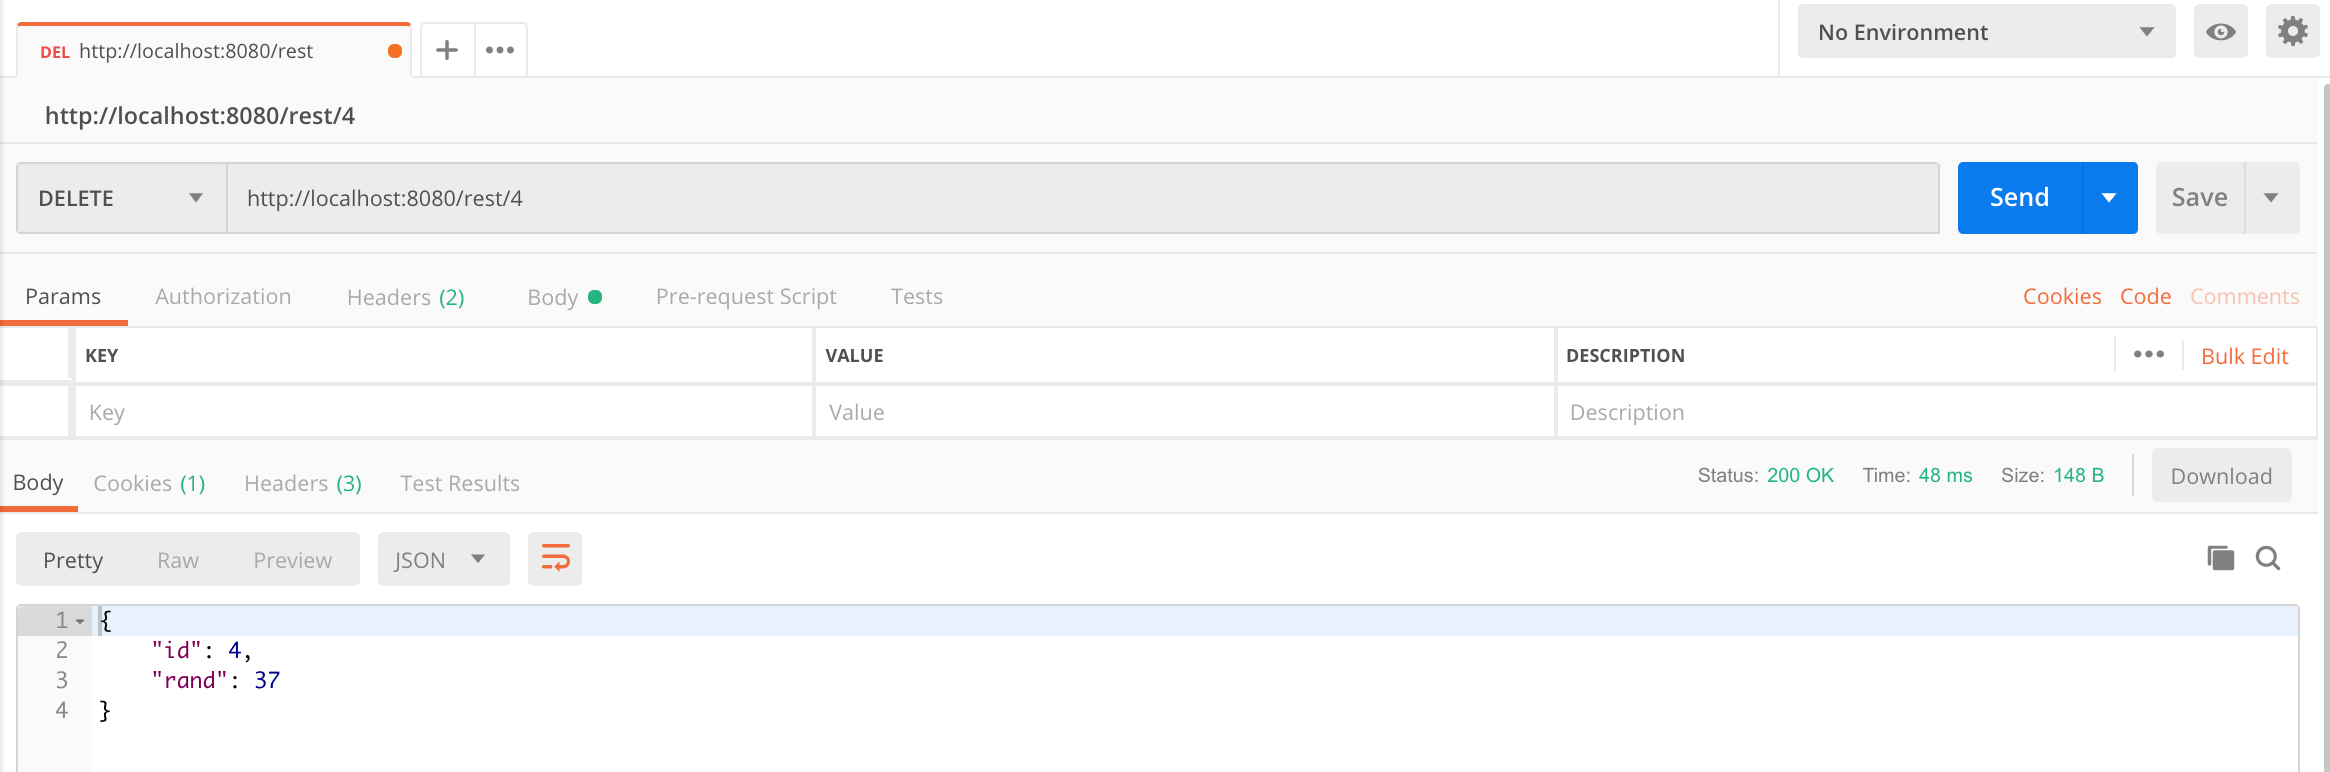 DEL http://localhost:8080/rest
No Environment
http://localhost:8080/rest/4
DELETE http://localhost:8080/rest/4 Send Save
Params Authorization Headers (2) Body Pre-request Script Tests Cookies Code Comments
KEY VALUE DESCRIPTION Bulk Edit
Key Value Description
Body Cookies (1) Headers (3) Test Results Status: 200 OK Time: 48 ms Size: 148 B Download
Pretty Raw Preview JSON
1 {
2 "id": 4,
3 "rand": 37
4 }